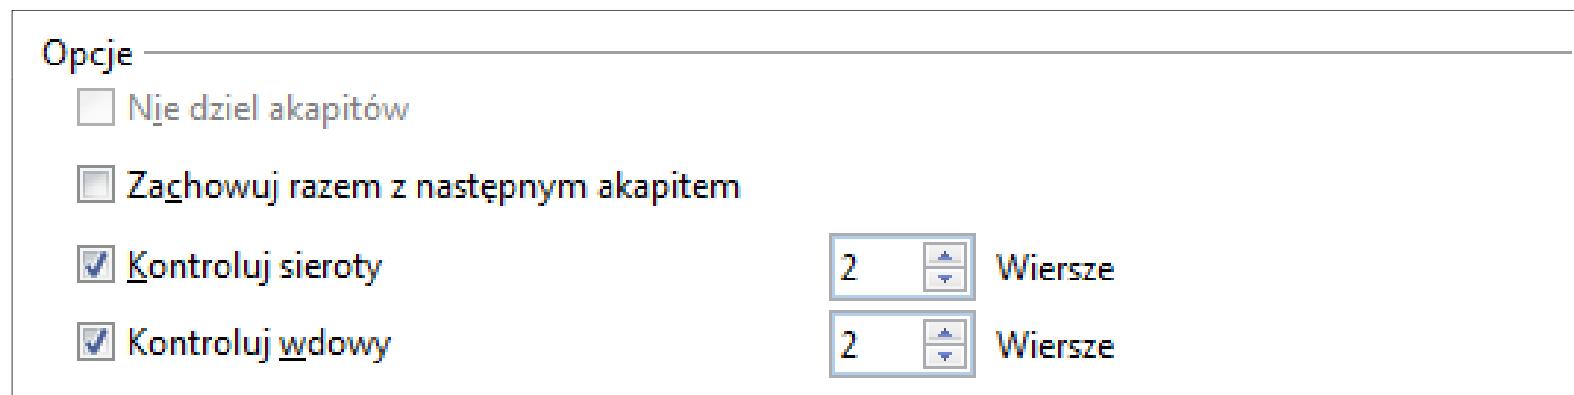 Opcje
Nie dziel akapitów
Zachowuj razem z następnym akapitem
Kontroluj sieroty 2 Wiersze
Kontroluj wdowy 2 Wiersze